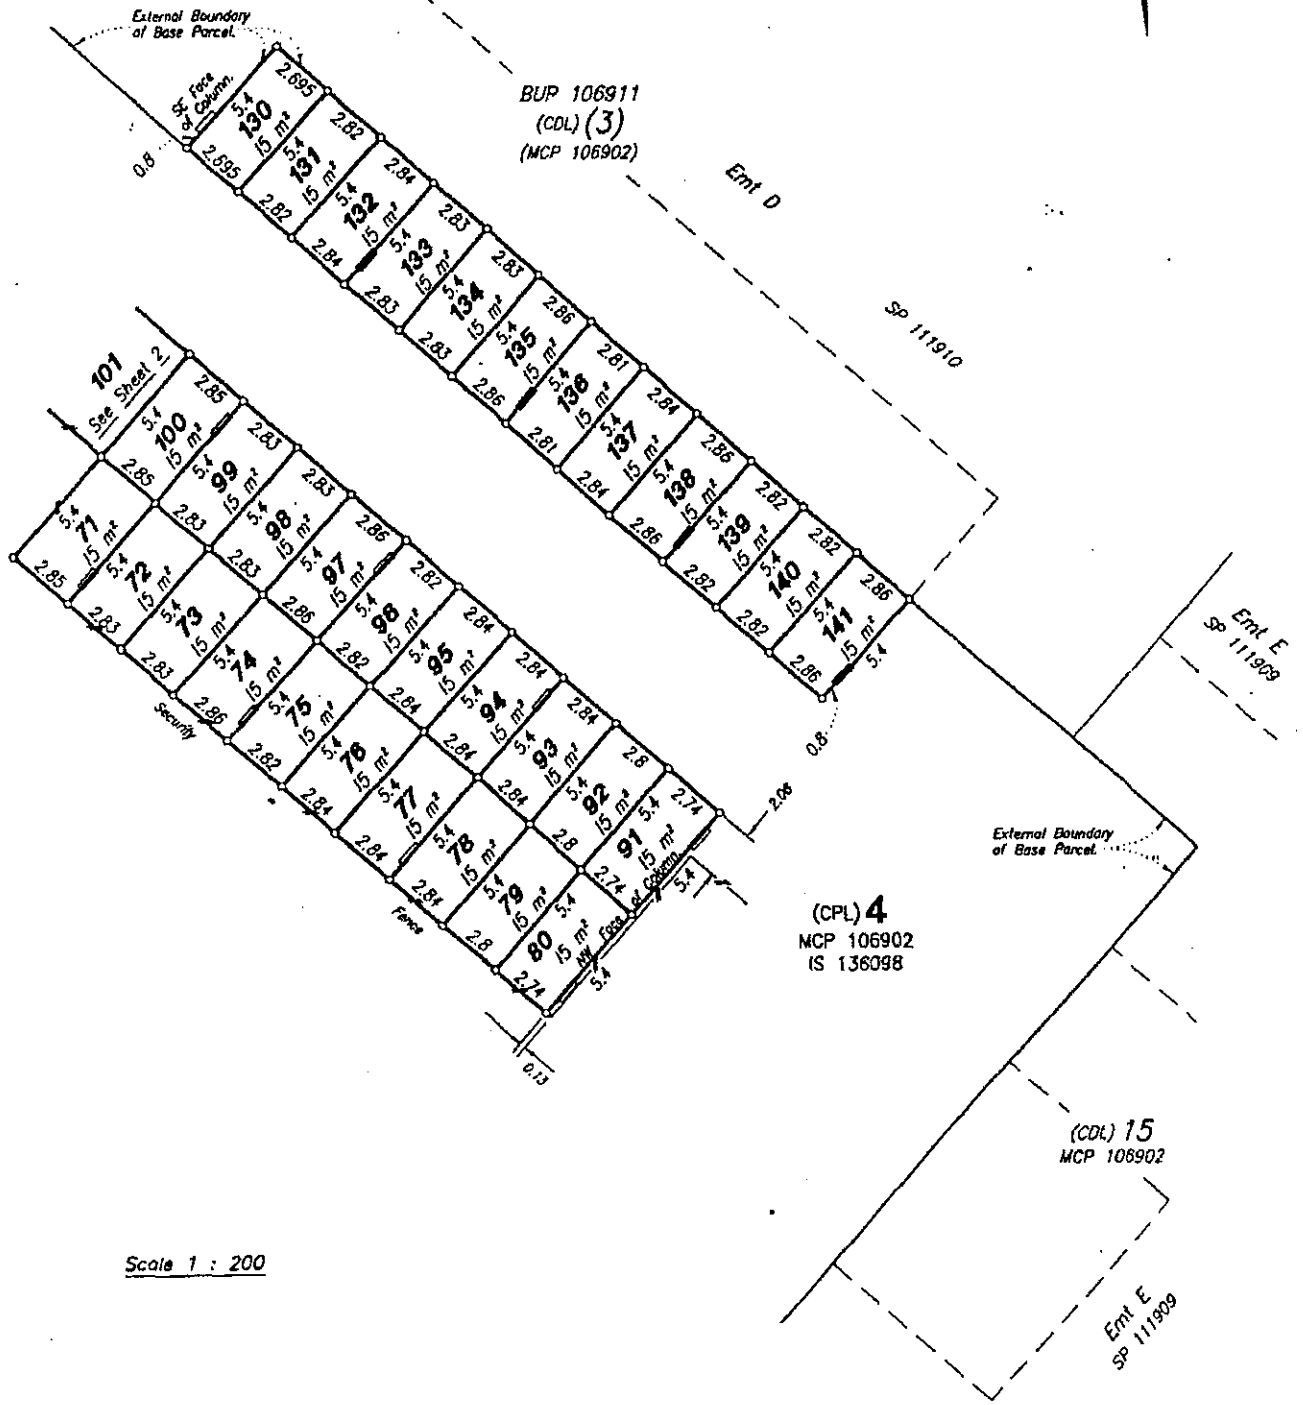 External Boundary
of Base Parcel.
SE Face
of Column.
0.8
2.695
5.4
130
15 m²
2.695
2.82
5.4
131
15 m²
2.82
2.84
5.4
132
15 m²
2.84
2.83
5.4
133
15 m²
2.83
2.83
5.4
134
15 m²
2.83
2.86
5.4
135
15 m²
2.86
2.81
5.4
136
15 m²
2.81
2.84
5.4
137
15 m²
2.84
2.86
5.4
138
15 m²
2.86
2.82
5.4
139
15 m²
2.82
2.82
5.4
140
15 m²
2.82
2.86
5.4
141
15 m²
5.4
2.86
0.8
BUP 106911
(CDL) (3)
(MCP 106902)
Emt D
SP 111910
Emt E
SP 111909
101
See Sheet 2
2.85
5.4
100
15 m²
2.85
2.83
5.4
99
15 m²
2.83
2.83
5.4
98
15 m²
2.83
2.86
5.4
97
15 m²
2.86
2.82
5.4
96
15 m²
2.82
2.84
5.4
95
15 m²
2.84
2.84
5.4
94
15 m²
2.84
2.84
5.4
93
15 m²
2.84
2.8
5.4
92
15 m²
2.8
2.74
5.4
91
15 m²
2.74
5.4
2.06
5.4
71
15 m²
2.85
5.4
72
15 m²
2.83
5.4
73
15 m²
2.83
5.4
74
15 m²
2.86
5.4
75
15 m²
2.82
5.4
76
15 m²
2.84
5.4
77
15 m²
2.84
5.4
78
15 m²
2.84
5.4
79
15 m²
2.8
5.4
80
15 m²
2.74
5.4
NW Face of Column.
Security
Fence
0.13
External Boundary
of Base Parcel.
(CPL) 4
MCP 106902
IS 136098
(CDL) 15
MCP 106902
Emt E
SP 111909
Scale 1 : 200